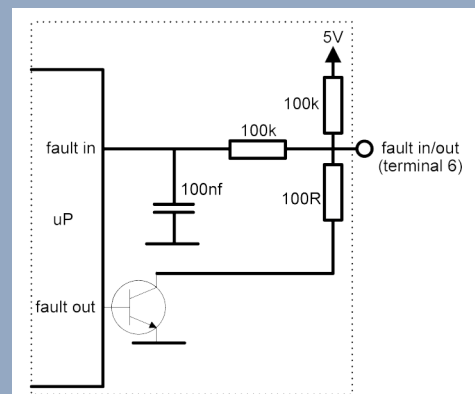 5V
100k
fault in
100k
fault in/out
(terminal 6)
100nf
100R
uP
fault out